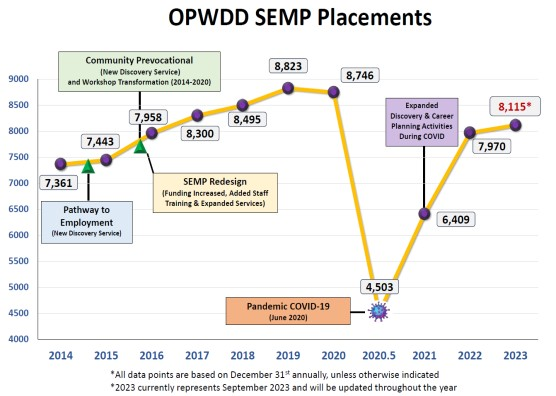 OPWDD SEMP Placements
Community Prevocational
(New Discovery Service)
and Workshop Transformation (2014-2020)
9000
8500
8000
7500
7000
6500
6000
5500
5000
4500
4000
7,361
7,443
7,958
8,300
8,495
8,823
8,746
4,503
6,409
7,970
8,115*
Pathway to
Employment
(New Discovery Service)
SEMP Redesign
(Funding Increased, Added Staff
Training & Expanded Services)
Expanded
Discovery & Career
Planning Activities
During COVID
Pandemic COVID-19
(June 2020)
2014 2015 2016 2017 2018 2019 2020 2020.5 2021 2022 2023
*All data points are based on December 31st annually, unless otherwise indicated
*2023 currently represents September 2023 and will be updated throughout the year